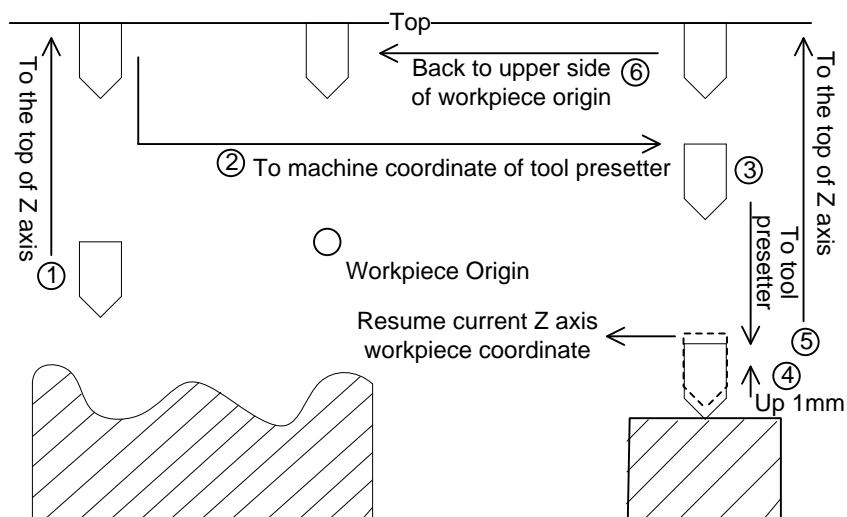 Top
To the top of Z axis
①
② To machine coordinate of tool presetter
Back to upper side ⑥
of workpiece origin
③
To tool
presetter
To the top of Z axis
Workpiece Origin
Resume current Z axis
workpiece coordinate
⑤
④
Up 1mm